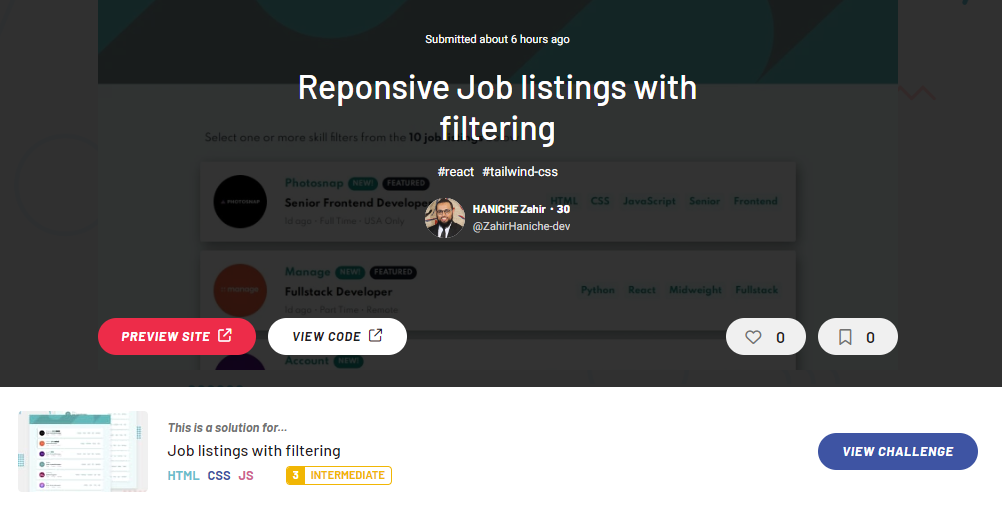 Submitted about 6 hours ago
Reponsive Job listings with
filtering
Select one or more skill filters from the 10 job
#react #tailwind-css
Photosnap NEW! FEATURED
Senior Frontend Developer
1d ago • Full Time • USA Only
PHOTOSNAP
HTML CSS JavaScript Senior Frontend
HANICHE Zahir • 30
@ZahirHaniche-dev
Manage NEW! FEATURED
Fullstack Developer
1d ago • Part Time • Remote
manage
Python React Midweight Fullstack
PREVIEW SITE
VIEW CODE
0
0
Account NEW!
This is a solution for...
Job listings with filtering
HTML CSS JS
3 INTERMEDIATE
VIEW CHALLENGE